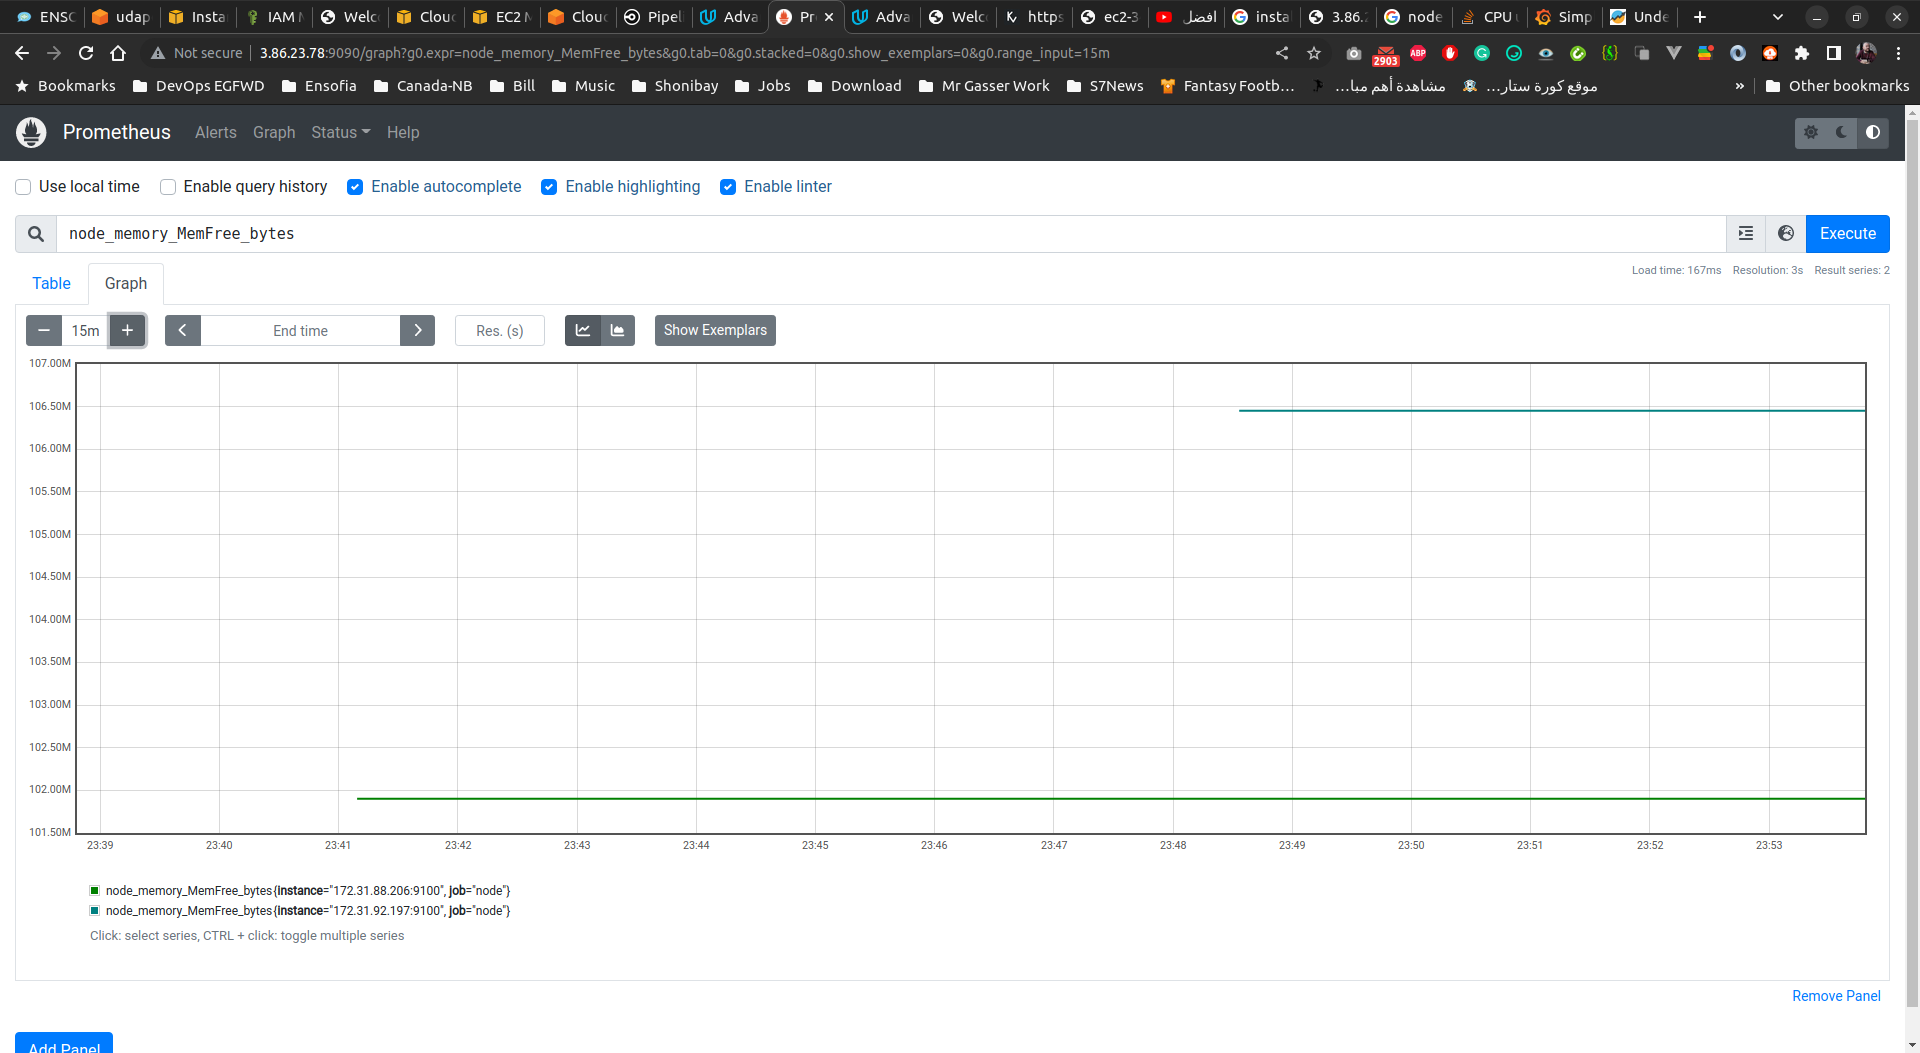 ENSC udap Insta IAM M Welco Clou EC2 M Clou Pipel Adva Pr Adva Welc https ec2-3 افضل insta 3.86. node CPU Simp Unde
Not secure 3.86.23.78:9090/graph?g0.expr=node_memory_MemFree_bytes&g0.tab=0&g0.stacked=0&g0.show_exemplars=0&g0.range_input=15m 2903 ABP
Bookmarks DevOps EGFWD Ensofia Canada-NB Bill Music Shonibay Jobs Download Mr Gasser Work S7News Fantasy Footb... مشاهدة أهم مبا... موقع كورة ستار... » Other bookmarks
Prometheus Alerts Graph Status Help
Use local time Enable query history Enable autocomplete Enable highlighting Enable linter
node_memory_MemFree_bytes Execute
Table Graph Load time: 167ms Resolution: 3s Result series: 2
− 15m + End time Res. (s) Show Exemplars
107.00M
106.50M
106.00M
105.50M
105.00M
104.50M
104.00M
103.50M
103.00M
102.50M
102.00M
101.50M
23:39 23:40 23:41 23:42 23:43 23:44 23:45 23:46 23:47 23:48 23:49 23:50 23:51 23:52 23:53
node_memory_MemFree_bytes{instance="172.31.88.206:9100", job="node"}
node_memory_MemFree_bytes{instance="172.31.92.197:9100", job="node"}
Click: select series, CTRL + click: toggle multiple series
Remove Panel
Add Panel